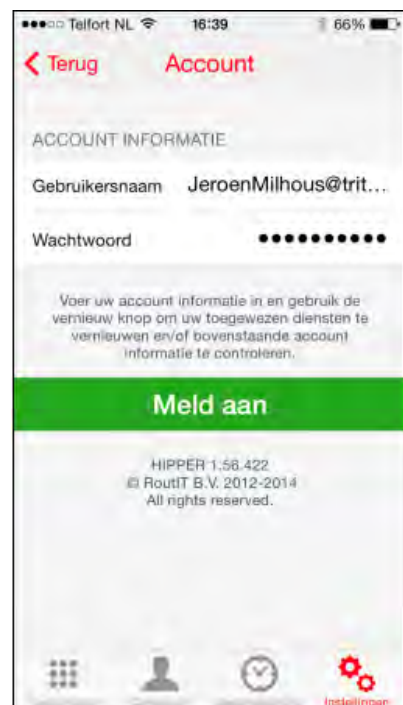 Telfort NL 16:39 66%
Terug Account
ACCOUNT INFORMATIE
Gebruikersnaam JeroenMilhous@trit...
Wachtwoord ••••••••••
Voer uw account informatie in en gebruik de
vernieuw knop om uw toegewezen diensten te
vernieuwen en/of bovenstaande account
informatie te controleren.
Meld aan
HIPPER 1.56.422
© RoutIT B.V. 2012-2014
All rights reserved.
Instellingen